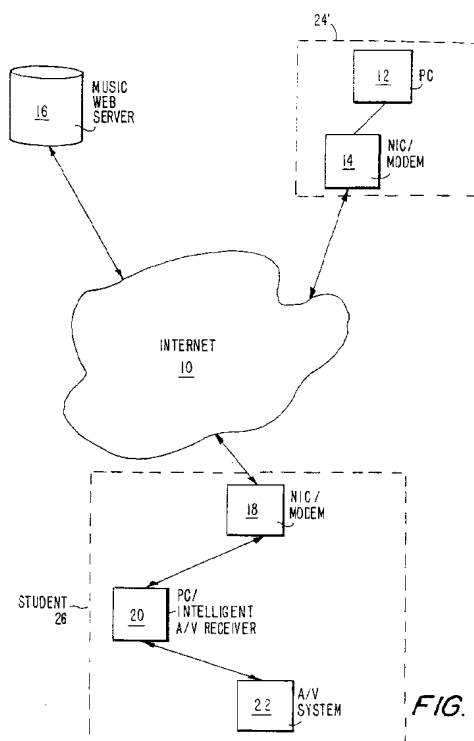 24'
12
PC
MUSIC
WEB
SERVER
16
14
NIC/
MODEM
INTERNET
10
18
NIC/
MODEM
STUDENT
26
20
PC/
INTELLIGENT
A/V RECEIVER
22
A/V
SYSTEM
FIG.